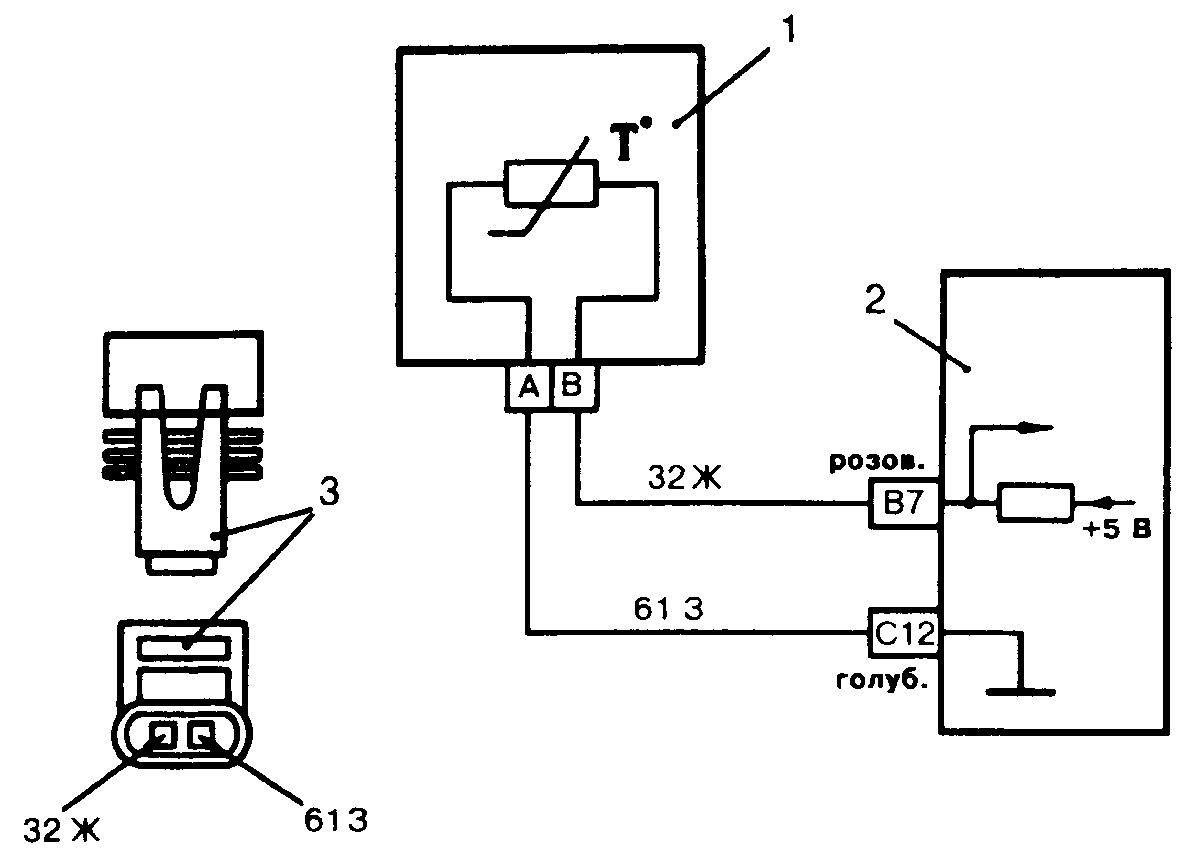 1
T°
2
A B
розов.
32 Ж
B7
3
+5 В
61 З
C12
голуб.
32 Ж
61 З